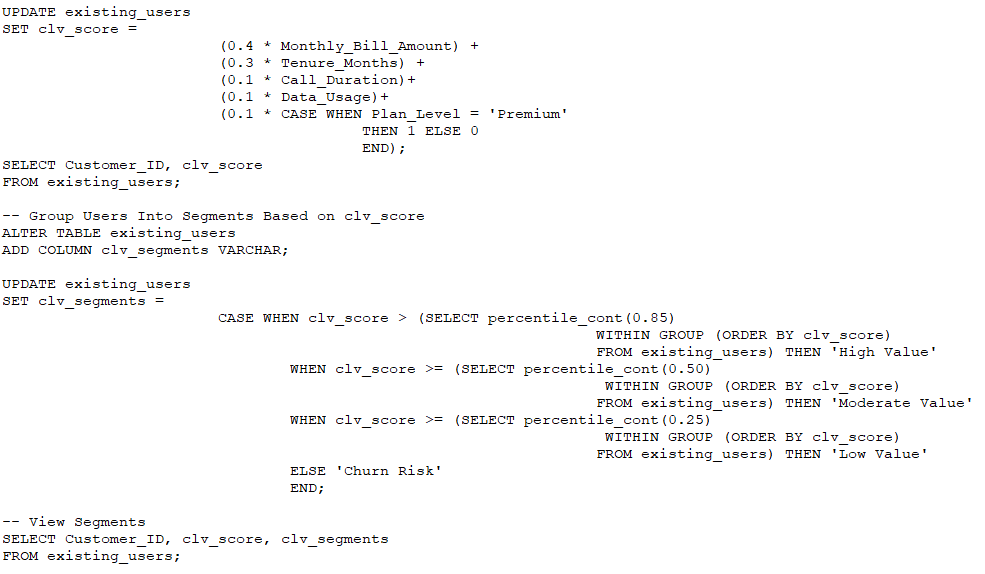 UPDATE existing_users
SET clv_score =
(0.4 * Monthly_Bill_Amount) +
(0.3 * Tenure_Months) +
(0.1 * Call_Duration)+
(0.1 * Data_Usage)+
(0.1 * CASE WHEN Plan_Level = 'Premium'
THEN 1 ELSE 0
END);
SELECT Customer_ID, clv_score
FROM existing_users;

-- Group Users Into Segments Based on clv_score
ALTER TABLE existing_users
ADD COLUMN clv_segments VARCHAR;

UPDATE existing_users
SET clv_segments =
CASE WHEN clv_score > (SELECT percentile_cont(0.85)
WITHIN GROUP (ORDER BY clv_score)
FROM existing_users) THEN 'High Value'
WHEN clv_score >= (SELECT percentile_cont(0.50)
WITHIN GROUP (ORDER BY clv_score)
FROM existing_users) THEN 'Moderate Value'
WHEN clv_score >= (SELECT percentile_cont(0.25)
WITHIN GROUP (ORDER BY clv_score)
FROM existing_users) THEN 'Low Value'
ELSE 'Churn Risk'
END;

-- View Segments
SELECT Customer_ID, clv_score, clv_segments
FROM existing_users;